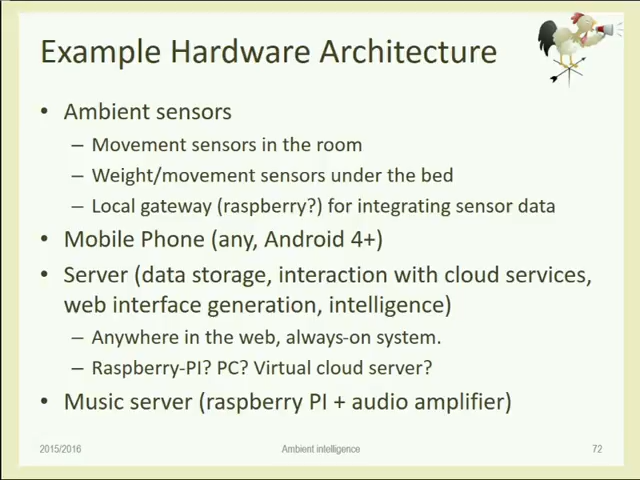 Example Hardware Architecture
• Ambient sensors
– Movement sensors in the room
– Weight/movement sensors under the bed
– Local gateway (raspberry?) for integrating sensor data
• Mobile Phone (any, Android 4+)
• Server (data storage, interaction with cloud services,
web interface generation, intelligence)
– Anywhere in the web, always-on system.
– Raspberry-PI? PC? Virtual cloud server?
• Music server (raspberry PI + audio amplifier)
2015/2016
Ambient intelligence
72